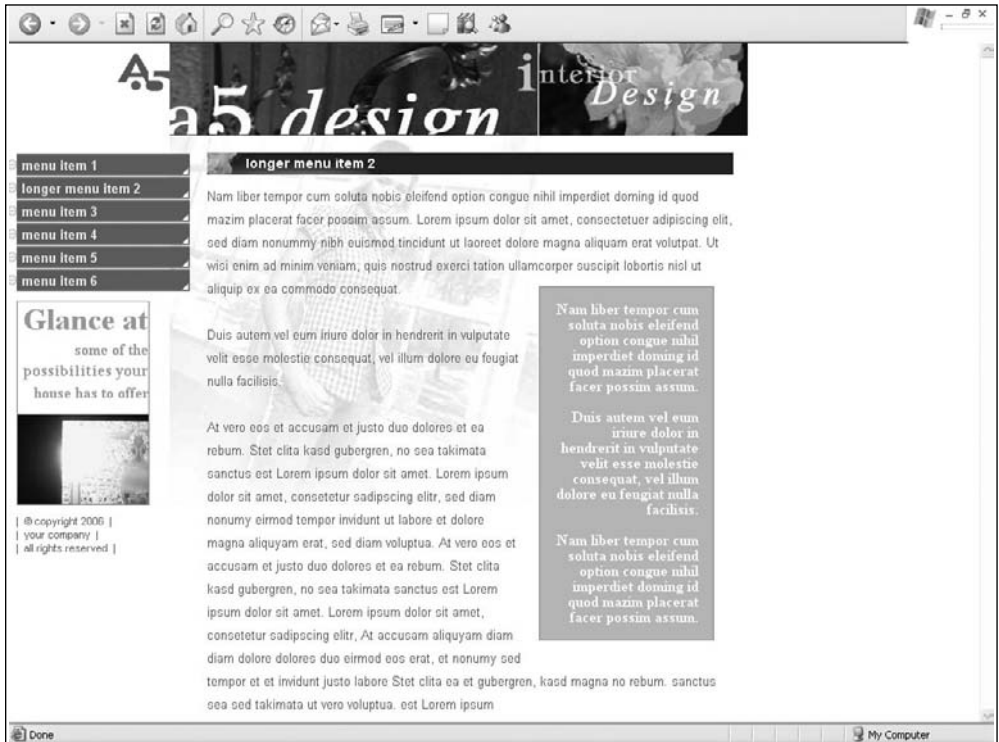 A5
a5 design
interior
Design
menu item 1
longer menu item 2
menu item 3
menu item 4
menu item 5
menu item 6
Glance at
some of the
possibilities your
house has to offer
| © copyright 2006 |
| your company |
| all rights reserved |
longer menu item 2
Nam liber tempor cum soluta nobis eleifend option congue nihil imperdiet doming id quod
mazim placerat facer possim assum. Lorem ipsum dolor sit amet, consectetuer adipiscing elit,
sed diam nonummy nibh euismod tincidunt ut laoreet dolore magna aliquam erat volutpat. Ut
wisi enim ad minim veniam, quis nostrud exerci tation ullamcorper suscipit lobortis nisl ut
aliquip ex ea commodo consequat.
Duis autem vel eum iriure dolor in hendrerit in vulputate
velit esse molestie consequat, vel illum dolore eu feugiat
nulla facilisis.
At vero eos et accusam et justo duo dolores et ea
rebum. Stet clita kasd gubergren, no sea takimata
sanctus est Lorem ipsum dolor sit amet. Lorem ipsum
dolor sit amet, consetetur sadipscing elitr, sed diam
nonumy eirmod tempor invidunt ut labore et dolore
magna aliquyam erat, sed diam voluptua. At vero eos et
accusam et justo duo dolores et ea rebum. Stet clita
kasd gubergren, no sea takimata sanctus est Lorem
ipsum dolor sit amet. Lorem ipsum dolor sit amet,
consetetur sadipscing elitr, At accusam aliquyam diam
diam dolore dolores duo eirmod eos erat, et nonumy sed
tempor et et invidunt justo labore Stet clita ea et gubergren, kasd magna no rebum. sanctus
sea sed takimata ut vero voluptua. est Lorem ipsum
Nam liber tempor cum
soluta nobis eleifend
option congue nihil
imperdiet doming id
quod mazim placerat
facer possim assum.
Duis autem vel eum
iriure dolor in
hendrerit in vulputate
velit esse molestie
consequat, vel illum
dolore eu feugiat nulla
facilisis.
Nam liber tempor cum
soluta nobis eleifend
option congue nihil
imperdiet doming id
quod mazim placerat
facer possim assum.
Done
My Computer